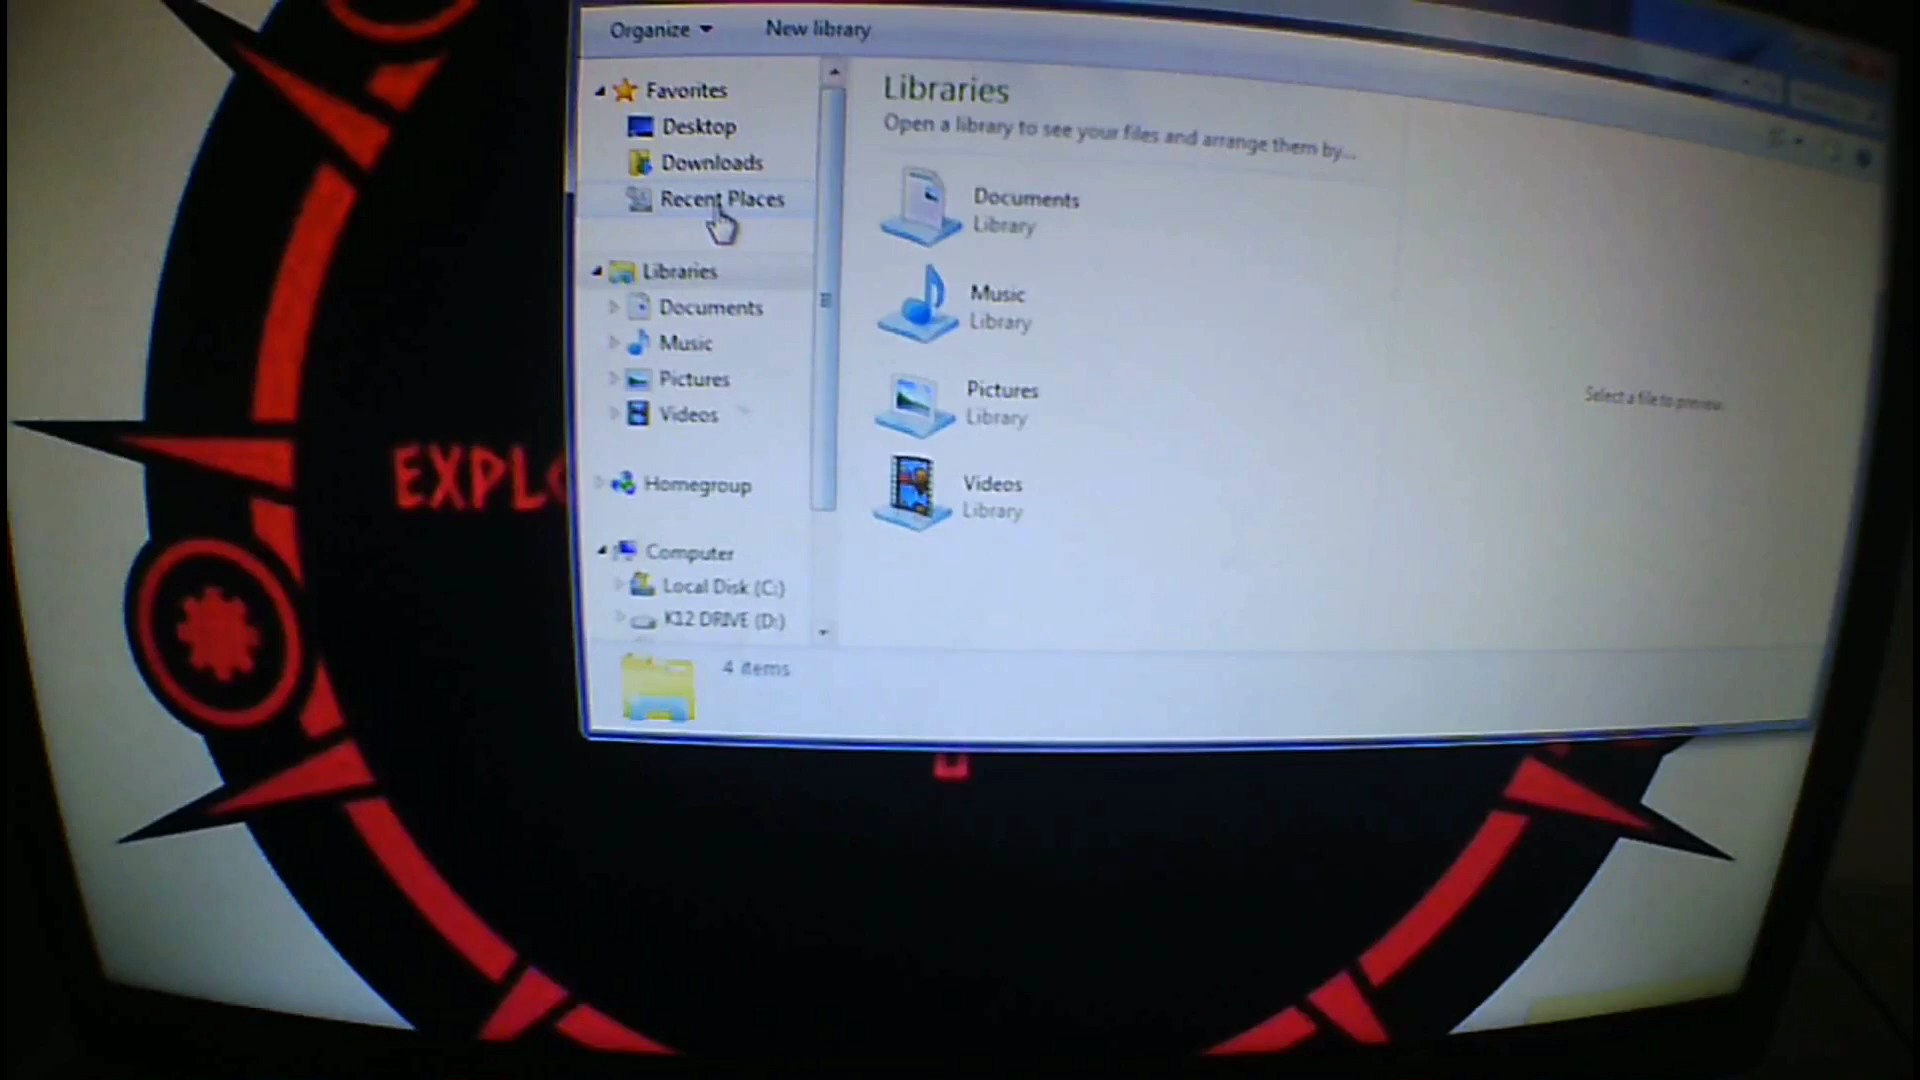 Organize
New library
Favorites
Desktop
Downloads
Recent Places
Libraries
Documents
Music
Pictures
Videos
Homegroup
Computer
Local Disk (C:)
K12 DRIVE (D:)
Libraries
Open a library to see your files and arrange them by...
Documents
Library
Music
Library
Pictures
Library
Videos
Library
Select a file to preview.
4 items
EXPLO